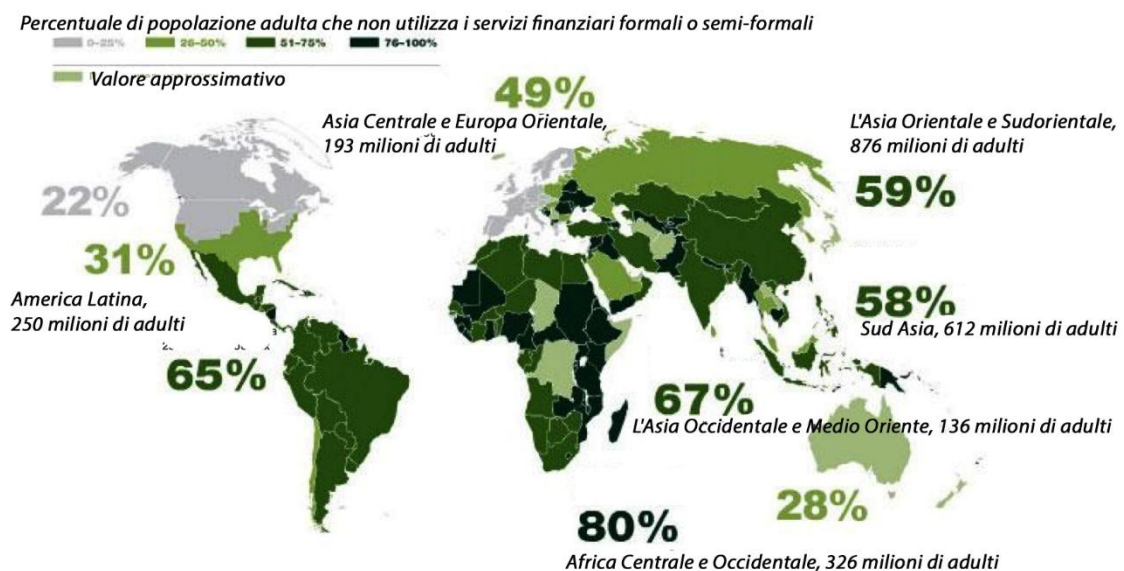 Percentuale di popolazione adulta che non utilizza i servizi finanziari formali o semi-formali
0–25% 26–50% 51–75% 76–100%
Valore approssimativo
49%
Asia Centrale e Europa Orientale,
193 milioni di adulti
L'Asia Orientale e Sudorientale,
876 milioni di adulti
59%
22%
31%
America Latina,
250 milioni di adulti
65%
58%
Sud Asia, 612 milioni di adulti
67%
L'Asia Occidentale e Medio Oriente, 136 milioni di adulti
28%
80%
Africa Centrale e Occidentale, 326 milioni di adulti